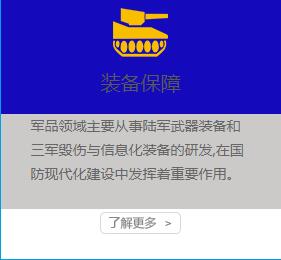 装备保障
军品领域主要从事陆军武器装备和
三军毁伤与信息化装备的研发,在国
防现代化建设中发挥着重要作用。
了解更多 >